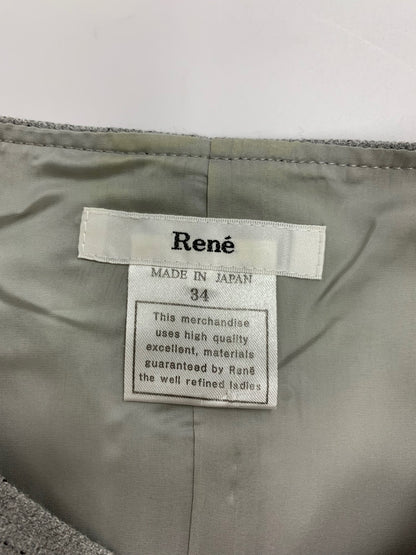 René
MADE IN JAPAN
34
This merchandise
uses high quality
excellent, materials
guaranteed by René
the well refined ladies